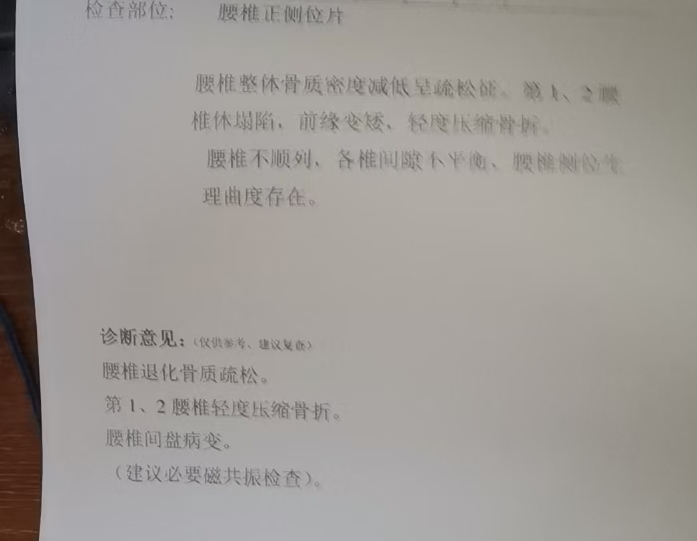 检查部位: 腰椎正侧位片
腰椎整体骨质密度减低呈疏松征。第1、2腰
椎体塌陷，前缘变矮，轻度压缩骨折。
腰椎不顺列，各椎间隙不平衡，腰椎侧位生
理曲度存在。
诊断意见：（仅供参考、建议复查）
腰椎退化骨质疏松。
第1、2腰椎轻度压缩骨折。
腰椎间盘病变。
（建议必要磁共振检查）。